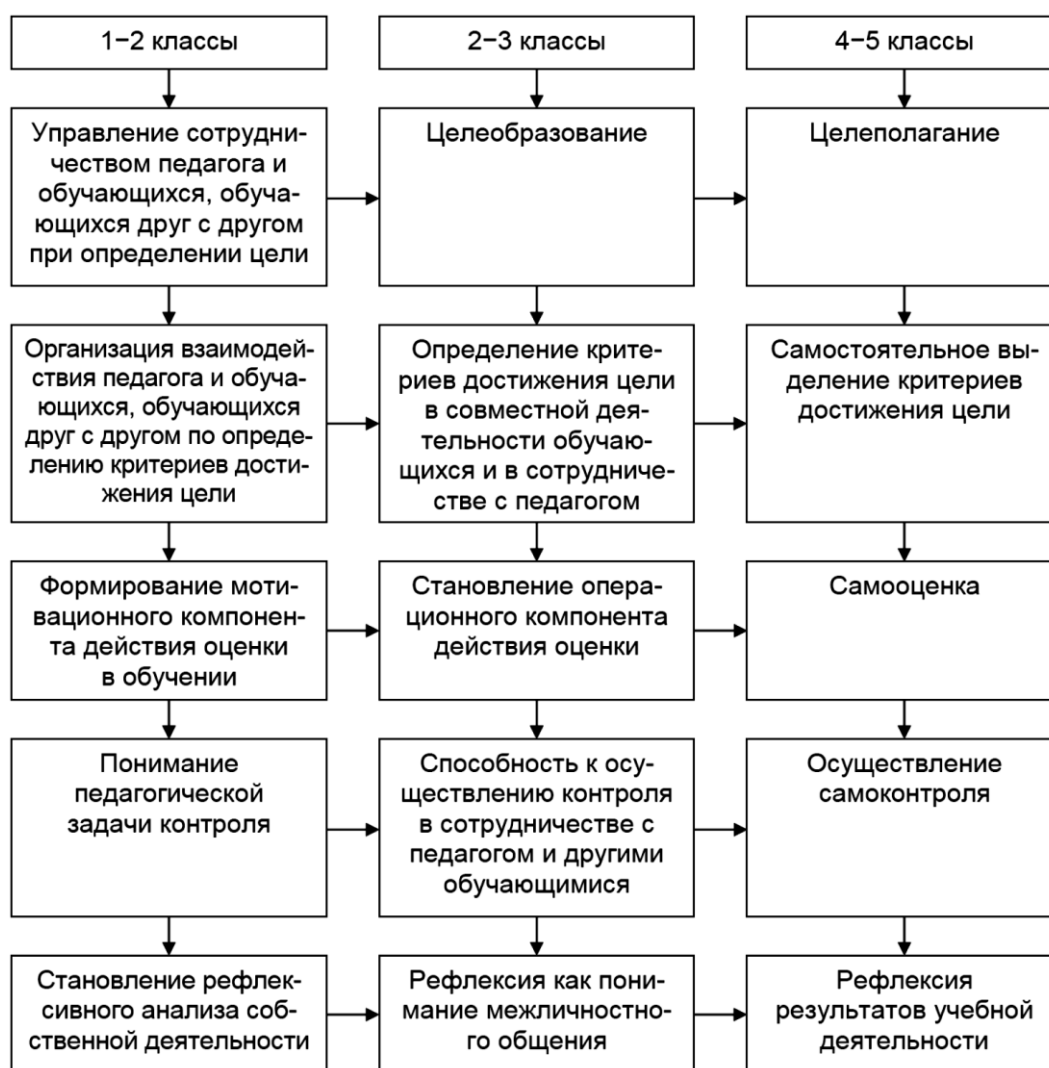 1−2 классы
2−3 классы
4−5 классы
Управление сотрудни-
чеством педагога и
обучающихся, обуча-
ющихся друг с другом
при определении цели
Целеобразование
Целеполагание
Организация взаимодей-
ствия педагога и обуча-
ющихся, обучающихся
друг с другом по опреде-
лению критериев дости-
жения цели
Определение крите-
риев достижения цели
в совместной дея-
тельности обучаю-
щихся и в сотрудниче-
стве с педагогом
Самостоятельное вы-
деление критериев
достижения цели
Формирование моти-
вационного компонен-
та действия оценки
в обучении
Становление опера-
ционного компонента
действия оценки
Самооценка
Понимание
педагогической
задачи контроля
Способность к осу-
ществлению контроля
в сотрудничестве с
педагогом и другими
обучающимися
Осуществление
самоконтроля
Становление рефлек-
сивного анализа соб-
ственной деятельности
Рефлексия как пони-
мание межличностно-
го общения
Рефлексия
результатов учебной
деятельности